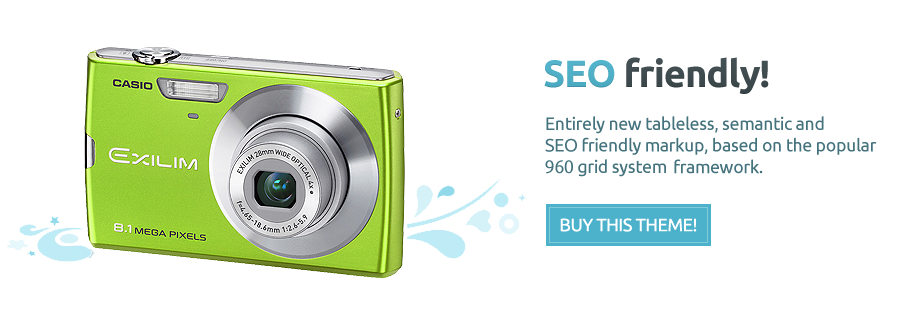 CASIO
EXILIM
8.1 MEGA PIXELS
EXILIM 28mm WIDE OPTICAL 4x
f=4.65-18.6mm 1:2.6-5.9
SEO friendly!
Entirely new tableless, semantic and
SEO friendly markup, based on the popular
960 grid system framework.
BUY THIS THEME!